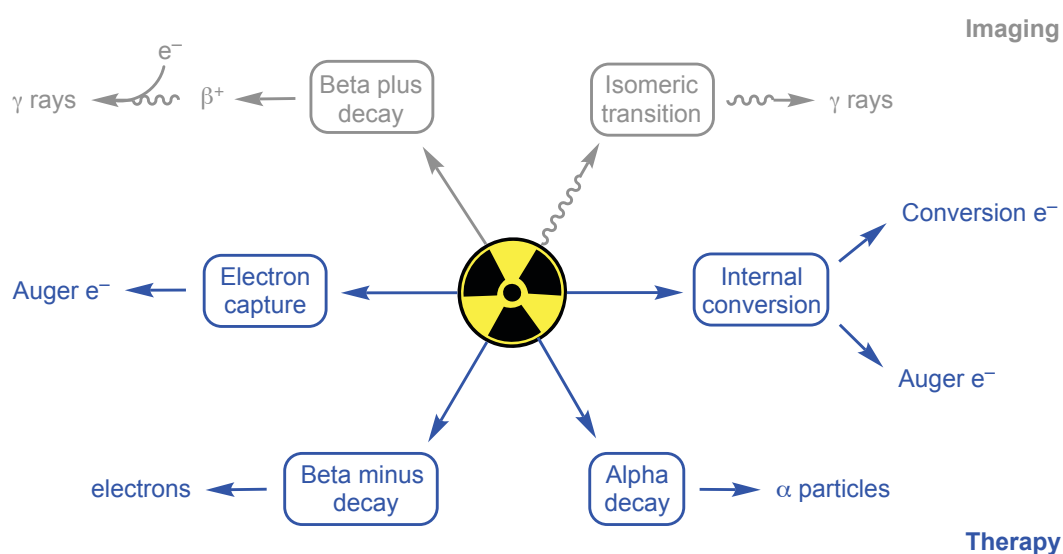 Imaging
e⁻
γ rays
β⁺
Beta plus
decay
Isomeric
transition
γ rays
Conversion e⁻
Auger e⁻
Electron
capture
Internal
conversion
Auger e⁻
electrons
Beta minus
decay
Alpha
decay
α particles
Therapy